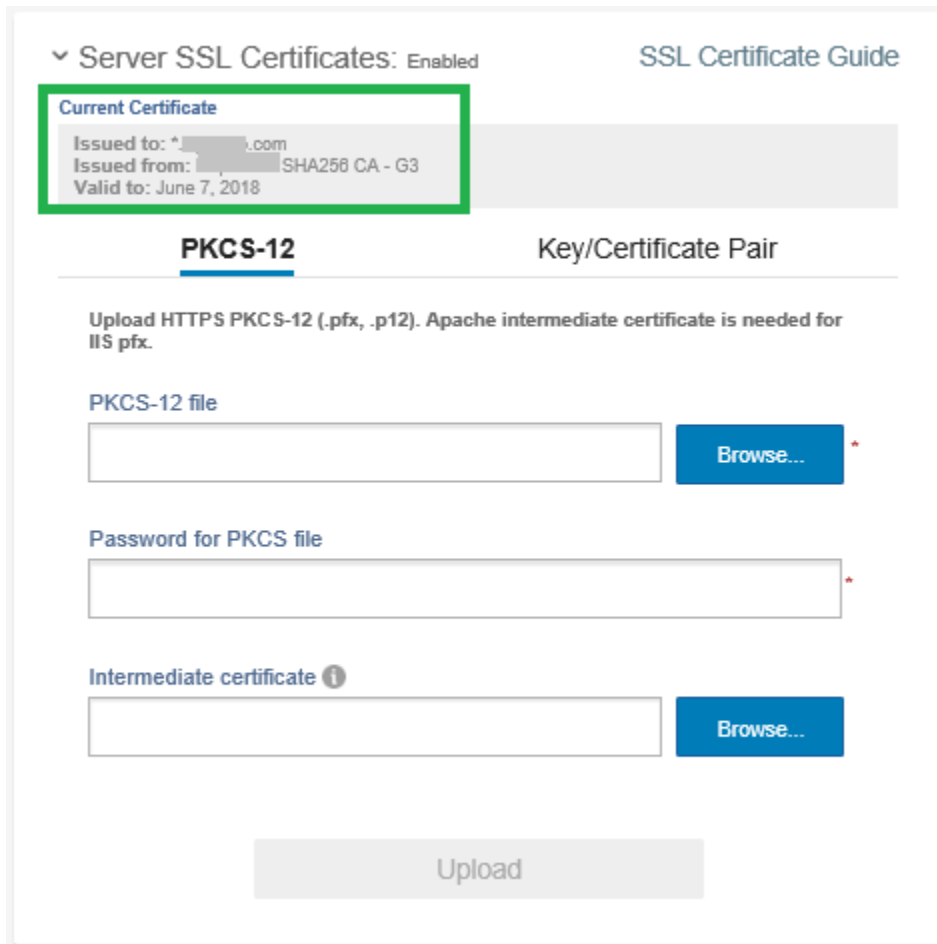 Server SSL Certificates: Enabled
SSL Certificate Guide
Current Certificate
Issued to: *. .com
Issued from: SHA256 CA - G3
Valid to: June 7, 2018
PKCS-12
Key/Certificate Pair
Upload HTTPS PKCS-12 (.pfx, .p12). Apache intermediate certificate is needed for
IIS pfx.
PKCS-12 file
Browse...
*
Password for PKCS file
*
Intermediate certificate
Browse...
Upload